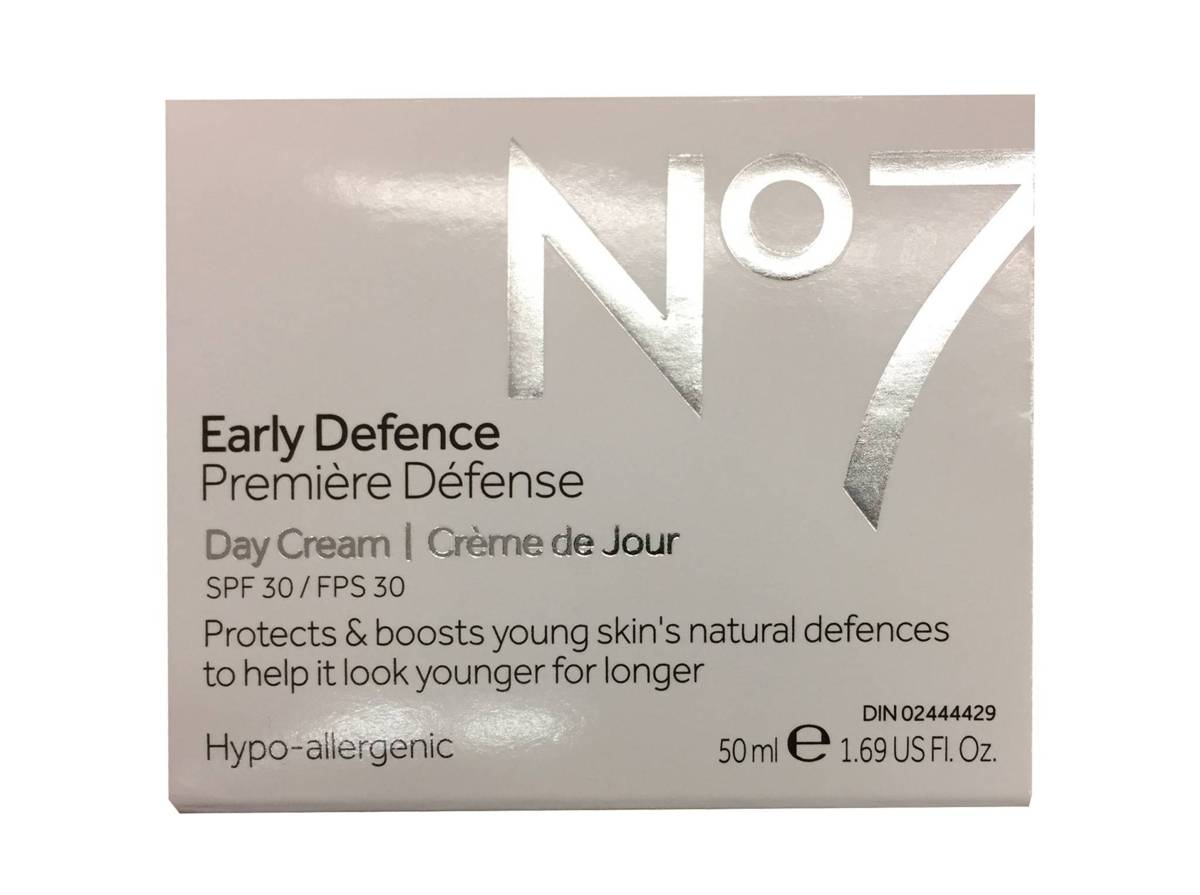 Nº7
Early Defence
Première Défense
Day Cream | Crème de Jour
SPF 30 / FPS 30
Protects & boosts young skin's natural defences
to help it look younger for longer
DIN 02444429
Hypo-allergenic
50 ml ℮ 1.69 US Fl. Oz.